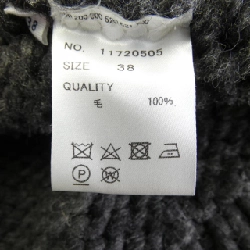 NO. 11720505
SIZE 38
QUALITY
毛 100%
P W